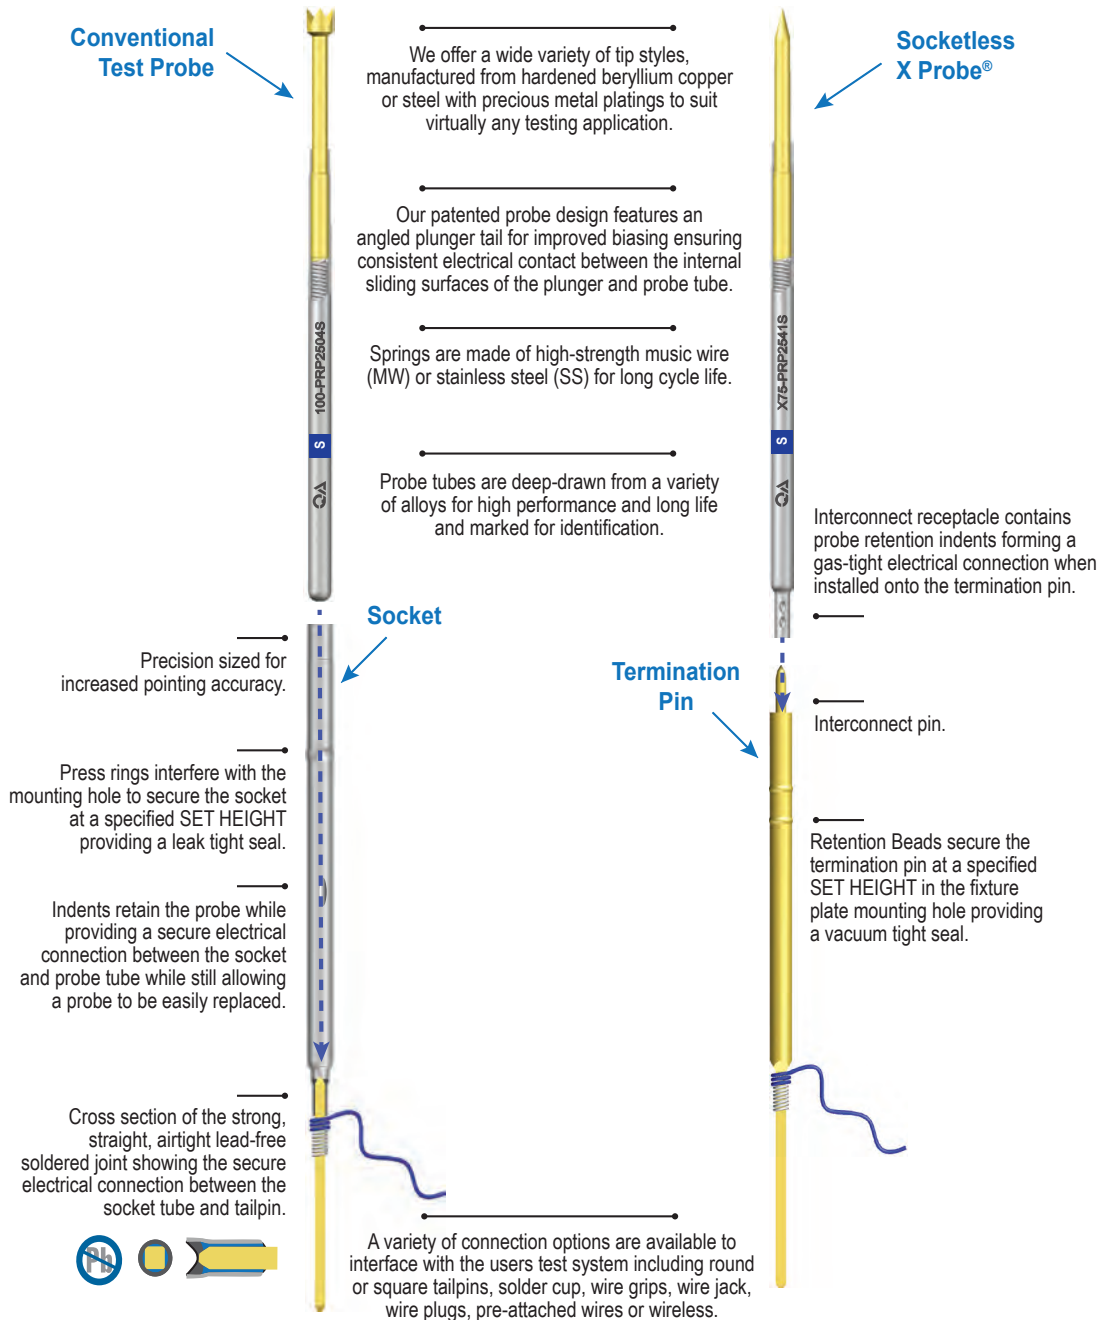 Conventional
Test Probe
We offer a wide variety of tip styles,
manufactured from hardened beryllium copper
or steel with precious metal platings to suit
virtually any testing application.
Socketless
X Probe®
Our patented probe design features an
angled plunger tail for improved biasing ensuring
consistent electrical contact between the internal
sliding surfaces of the plunger and probe tube.
Springs are made of high-strength music wire
(MW) or stainless steel (SS) for long cycle life.
Probe tubes are deep-drawn from a variety
of alloys for high performance and long life
and marked for identification.
100-PRP2504S
S
QA
X75-PRP2541S
S
QA
Interconnect receptacle contains
probe retention indents forming a
gas-tight electrical connection when
installed onto the termination pin.
Socket
Precision sized for
increased pointing accuracy.
Termination
Pin
Interconnect pin.
Press rings interfere with the
mounting hole to secure the socket
at a specified SET HEIGHT
providing a leak tight seal.
Retention Beads secure the
termination pin at a specified
SET HEIGHT in the fixture
plate mounting hole providing
a vacuum tight seal.
Indents retain the probe while
providing a secure electrical
connection between the socket
and probe tube while still allowing
a probe to be easily replaced.
Cross section of the strong,
straight, airtight lead-free
soldered joint showing the secure
electrical connection between the
socket tube and tailpin.
Pb
A variety of connection options are available to
interface with the users test system including round
or square tailpins, solder cup, wire grips, wire jack,
wire plugs, pre-attached wires or wireless.